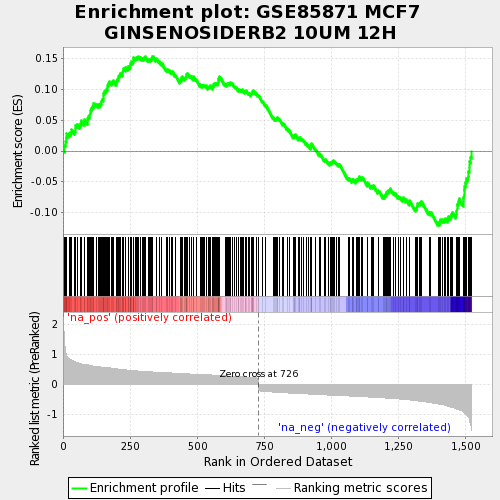 Enrichment plot: GSE85871 MCF7
GINSENOSIDERB2 10UM 12H
Enrichment score (ES)
0.15
0.10
0.05
0.00
-0.05
-0.10
Ranked list metric (PreRanked)
2
1
0
-1
'na_pos' (positively correlated)
Zero cross at 726
'na_neg' (negatively correlated)
0
250
500
750
1,000
1,250
1,500
Rank in Ordered Dataset
Enrichment profile
Hits
Ranking metric scores